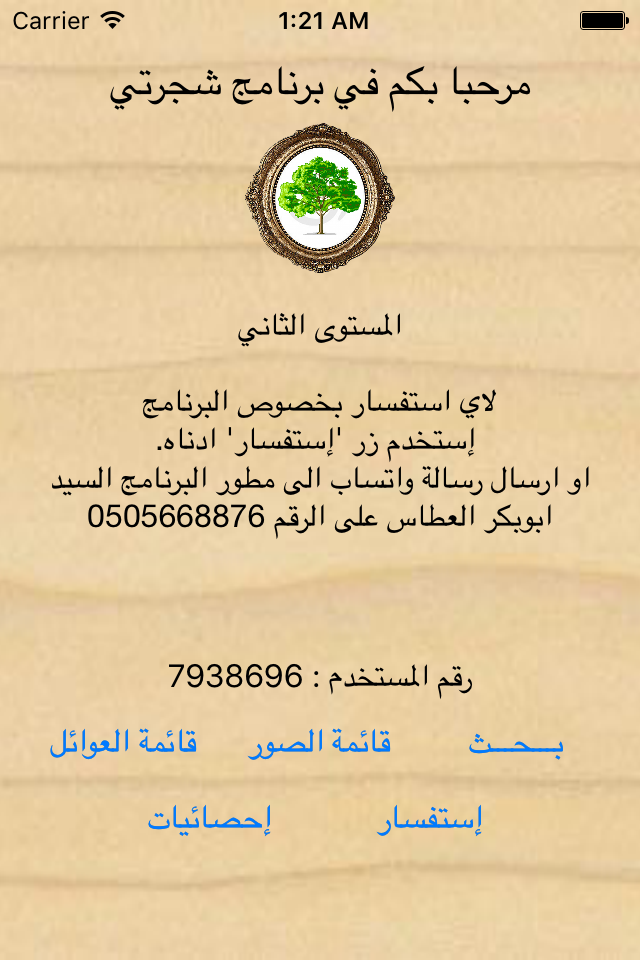 Carrier 1:21 AM
مرحبا بكم في برنامج شجرتي
المستوى الثاني
لاي استفسار بخصوص البرنامج
إستخدم زر 'إستفسار' ادناه.
او ارسال رسالة واتساب الى مطور البرنامج السيد
ابوبكر العطاس على الرقم 0505668876
رقم المستخدم : 7938696
بـــحـــث قائمة الصور قائمة العوائل
إستفسار إحصائيات